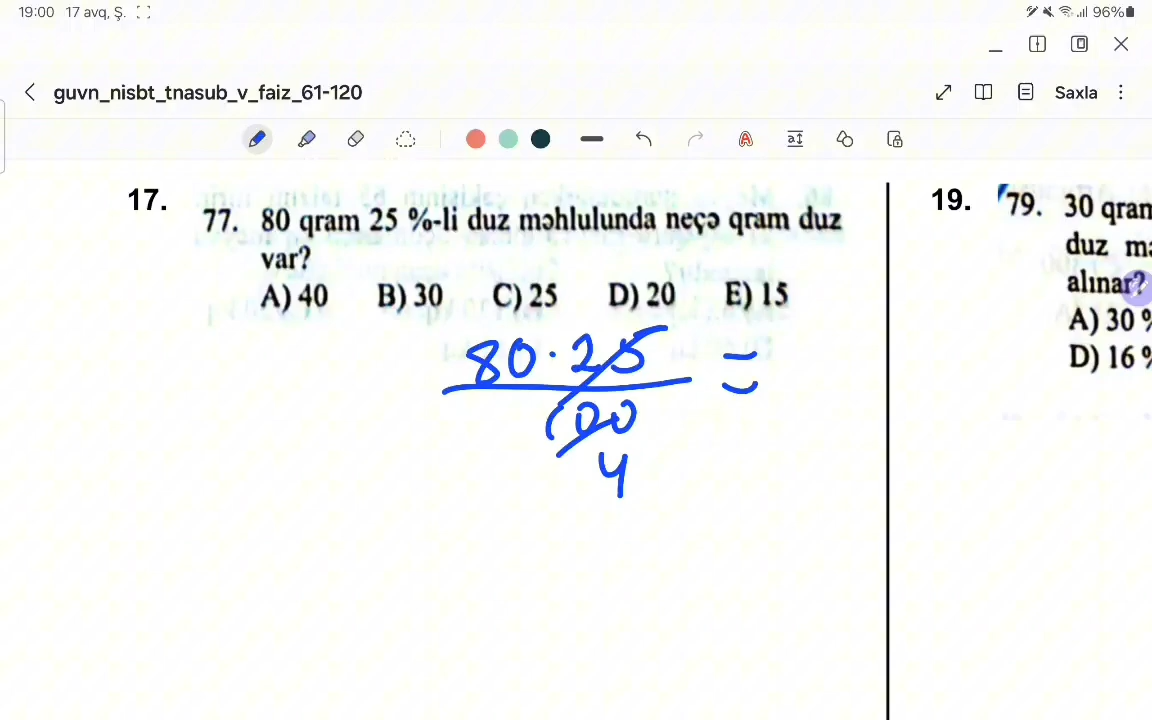 19:00 17 avq, Ş.
96%
guvn_nisbt_tnasub_v_faiz_61-120
Saxla
17.
77. 80 qram 25 %-li duz məhlulunda neçə qram duz
var?
A) 40 B) 30 C) 25 D) 20 E) 15
80 · 25 =
100
4
19. 79. 30 qram
duz mə
alınar?
A) 30 %
D) 16 %